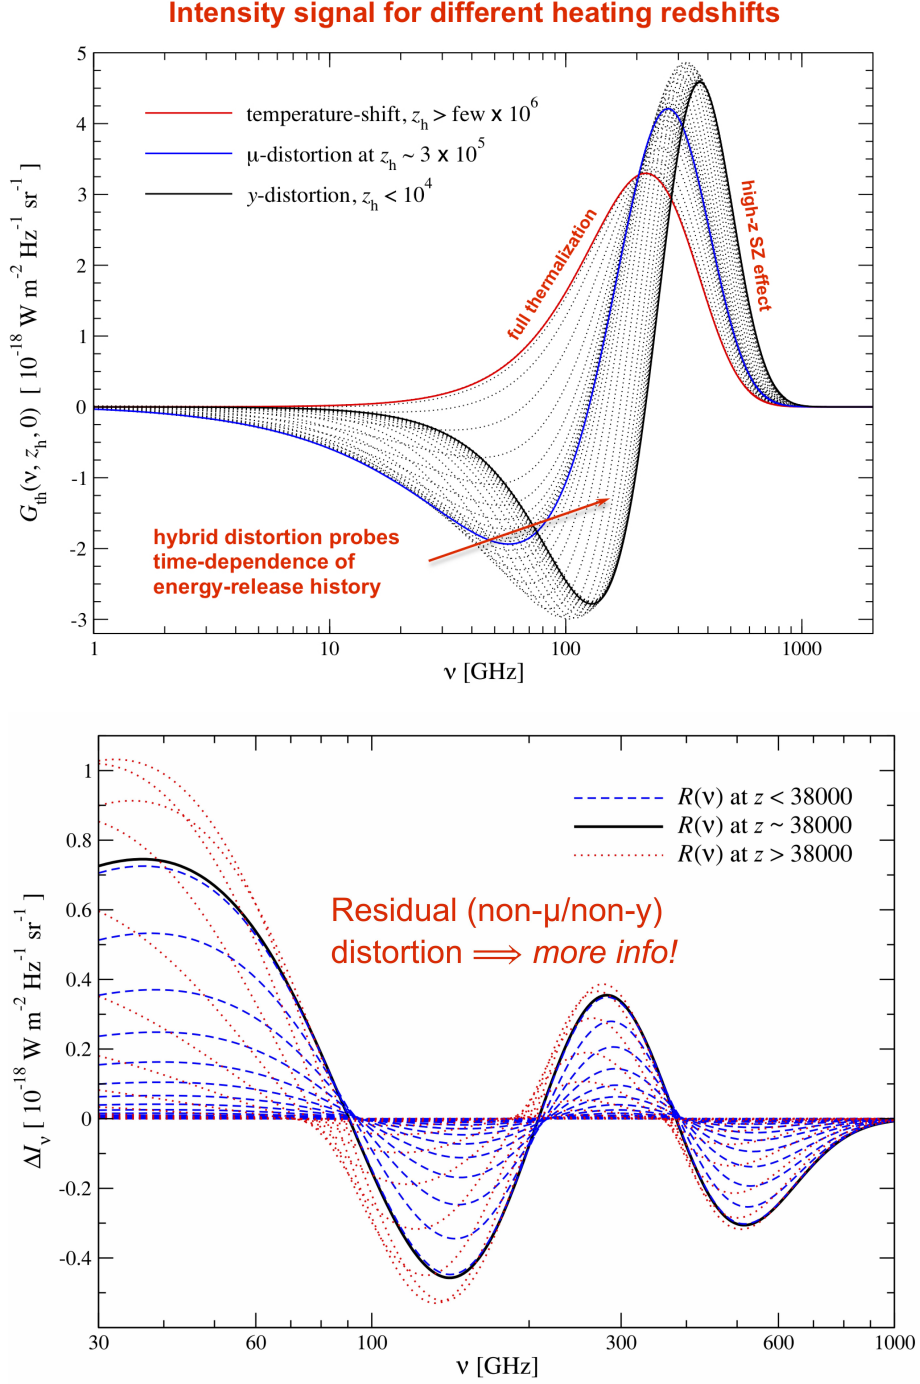 Intensity signal for different heating redshifts
5
4
3
2
1
0
-1
-2
-3
G_th(ν, z_h, 0) [ 10^-18 W m^-2 Hz^-1 sr^-1 ]
temperature-shift, z_h > few x 10^6
μ-distortion at z_h ~ 3 x 10^5
y-distortion, z_h < 10^4
full thermalization
high-z SZ effect
hybrid distortion probes
time-dependence of
energy-release history
1 10 100 1000
ν [GHz]
1
0.8
0.6
0.4
0.2
0
-0.2
-0.4
ΔI_ν [ 10^-18 W m^-2 Hz^-1 sr^-1 ]
R(ν) at z < 38000
R(ν) at z ~ 38000
R(ν) at z > 38000
Residual (non-μ/non-y)
distortion ⟹ more info!
30 60 100 300 600 1000
ν [GHz]